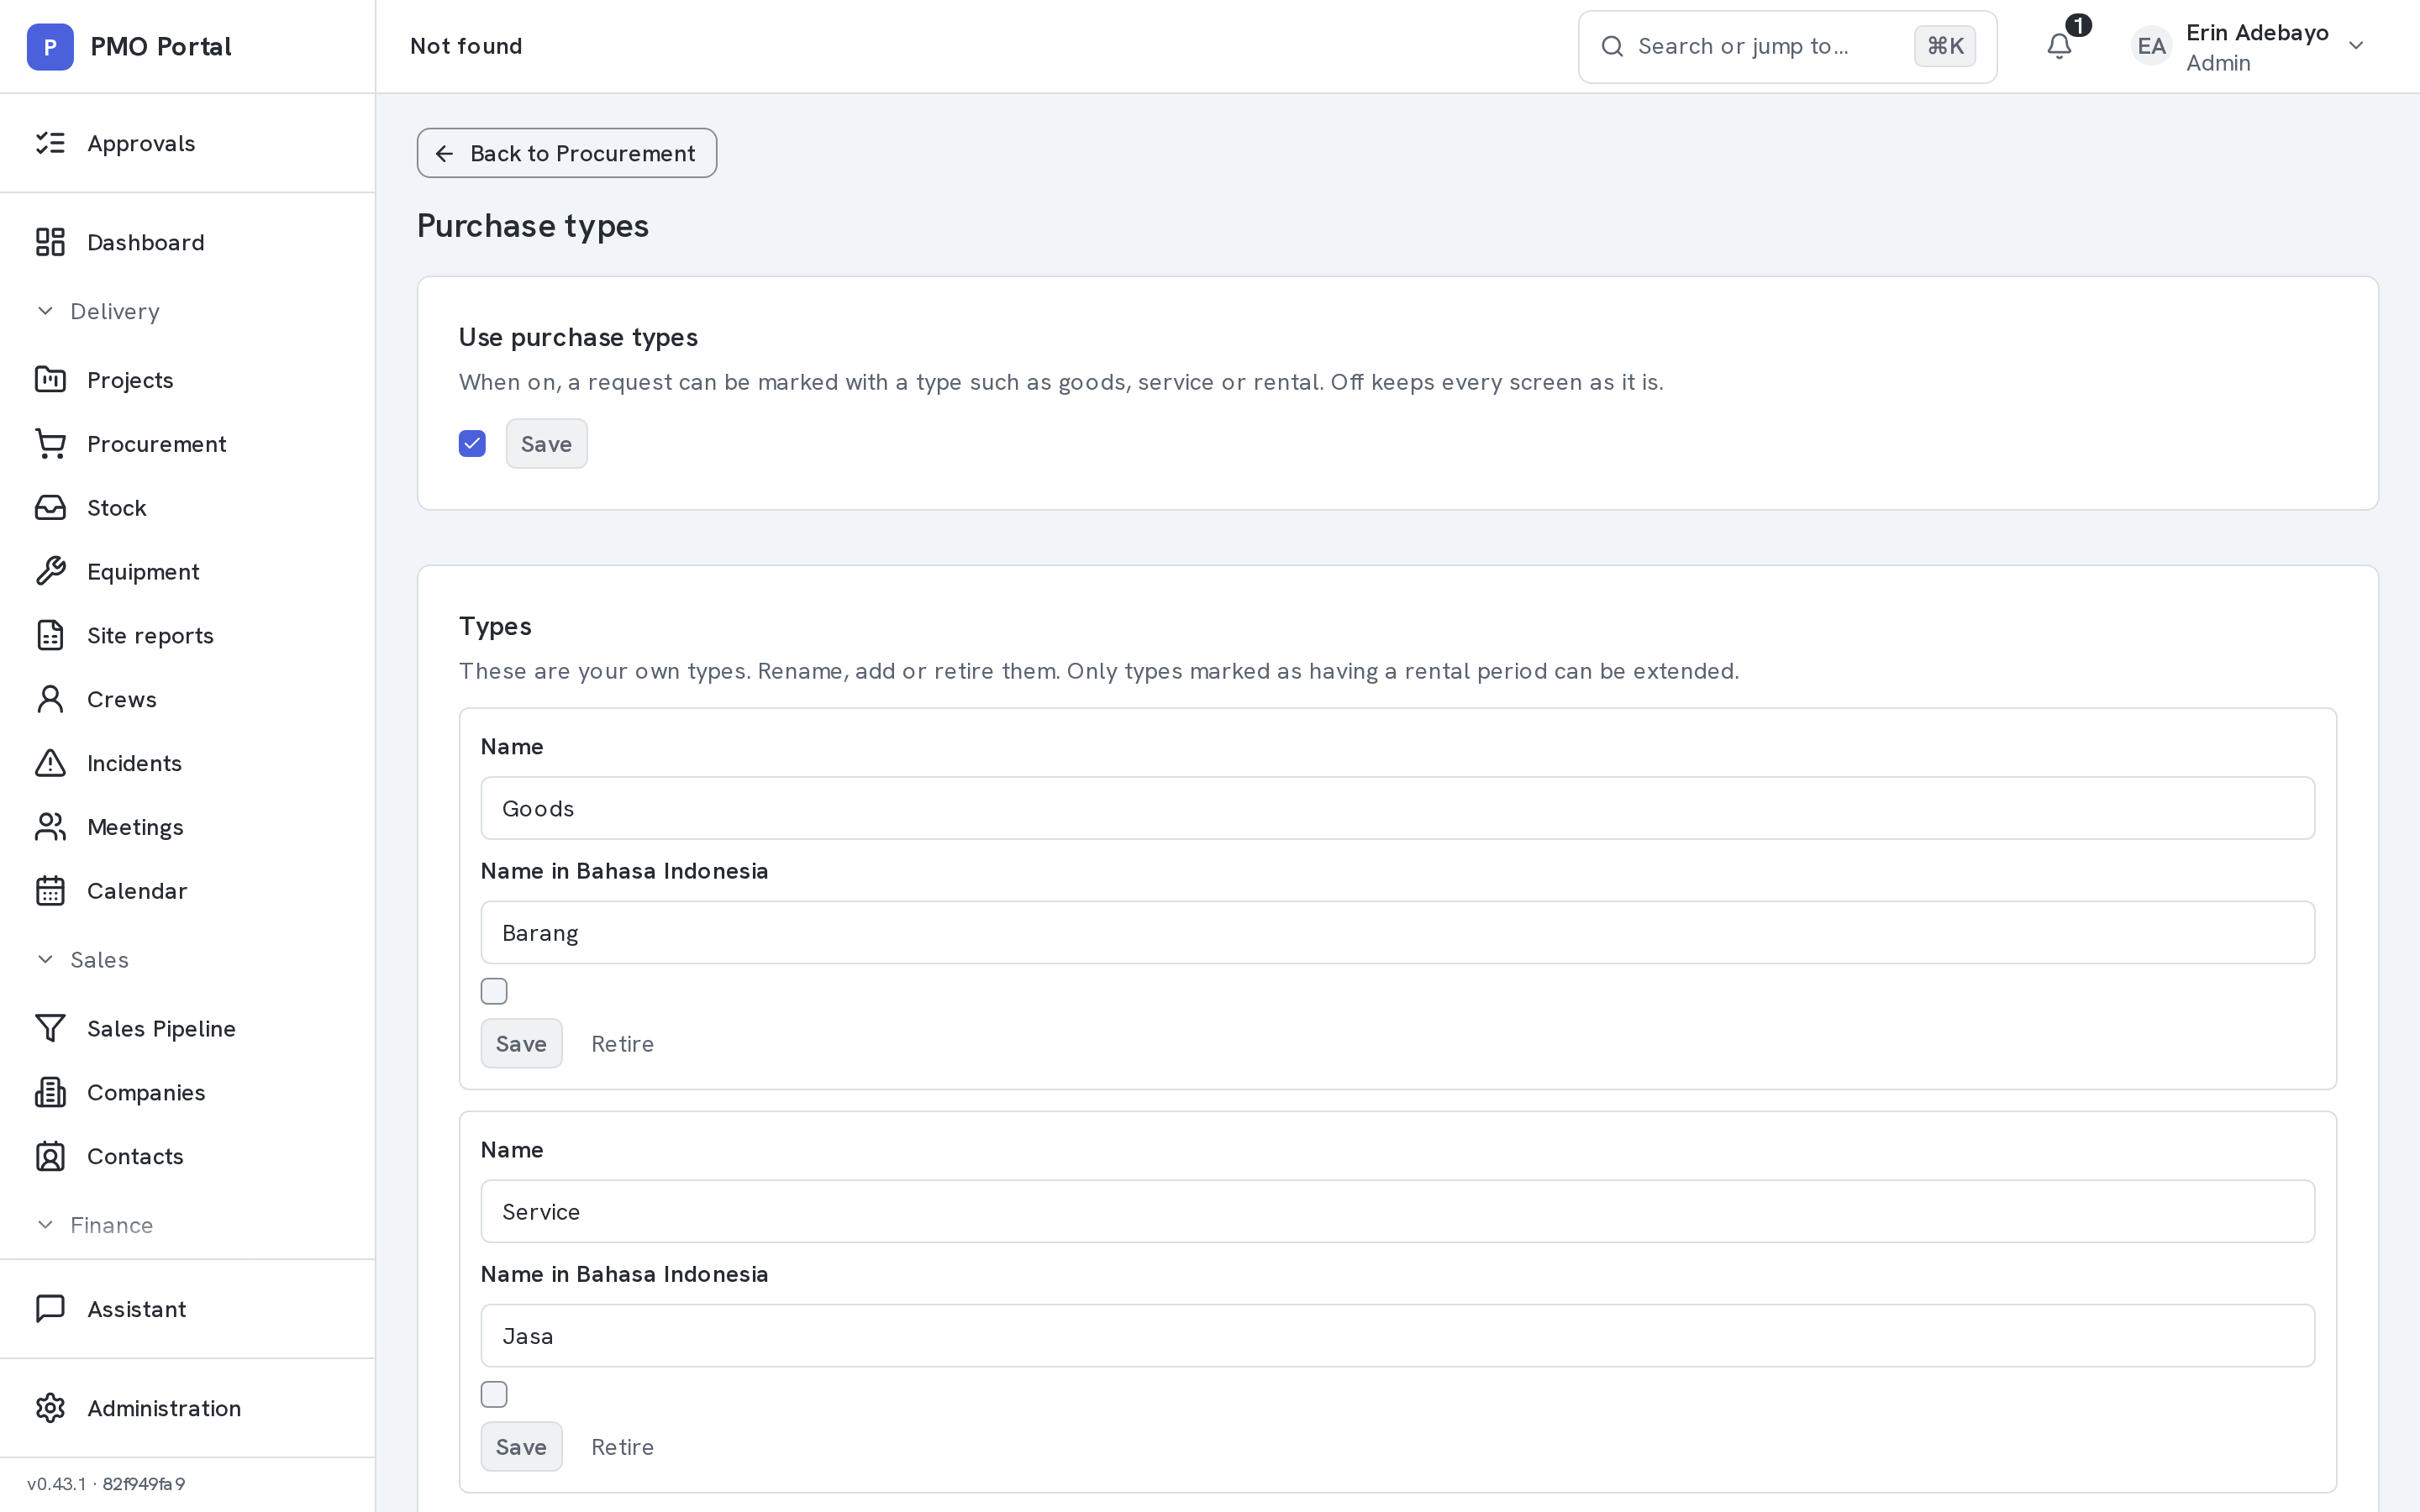 P PMO Portal
Not found
Search or jump to... ⌘K
1
EA Erin Adebayo
Admin
Approvals
Dashboard
Delivery
Projects
Procurement
Stock
Equipment
Site reports
Crews
Incidents
Meetings
Calendar
Sales
Sales Pipeline
Companies
Contacts
Finance
Assistant
Administration
v0.43.1 · 82f949fa9
Back to Procurement
Purchase types
Use purchase types
When on, a request can be marked with a type such as goods, service or rental. Off keeps every screen as it is.
Save
Types
These are your own types. Rename, add or retire them. Only types marked as having a rental period can be extended.
Name
Goods
Name in Bahasa Indonesia
Barang
Save Retire
Name
Service
Name in Bahasa Indonesia
Jasa
Save Retire